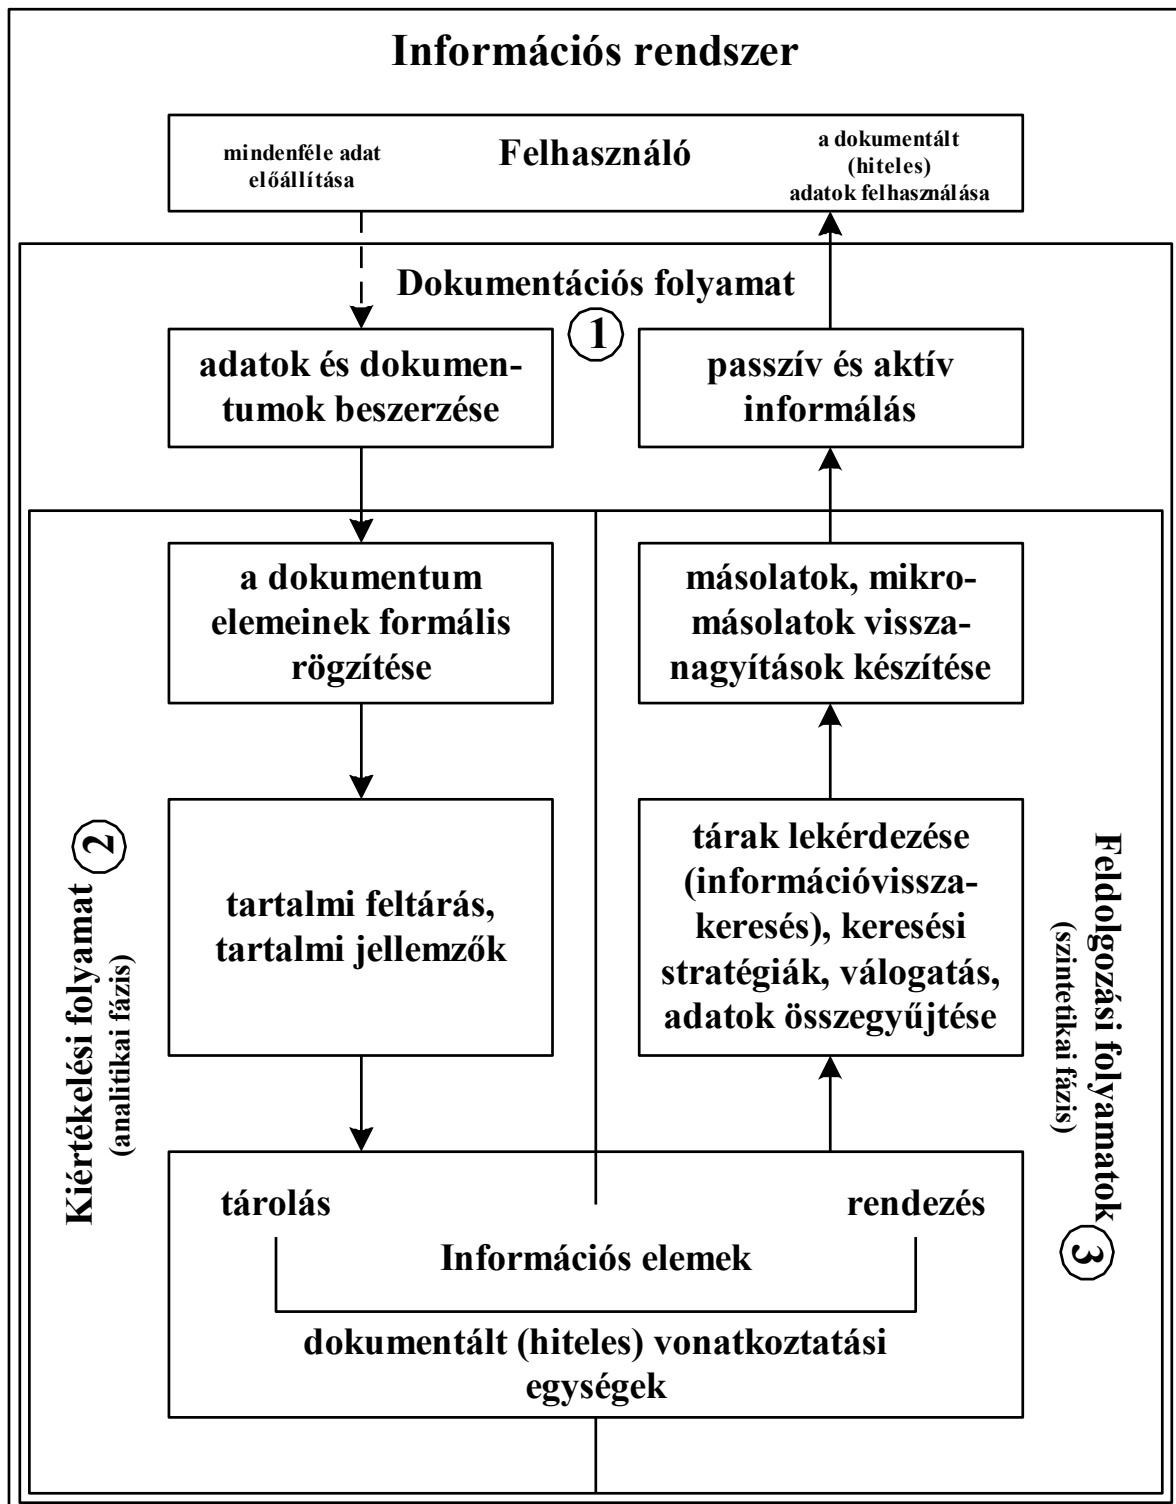 Információs rendszer
mindenféle adat
előállítása
Felhasználó
a dokumentált
(hiteles)
adatok felhasználása
Dokumentációs folyamat
1
adatok és dokumen-
tumok beszerzése
passzív és aktív
informálás
a dokumentum
elemeinek formális
rögzítése
másolatok, mikro-
másolatok vissza-
nagyítások készítése
Kiértékelési folyamat 2
(analitikai fázis)
tartalmi feltárás,
tartalmi jellemzők
tárak lekérdezése
(információvissza-
keresés), keresési
stratégiák, válogatás,
adatok összegyűjtése
Feldolgozási folyamatok 3
(szintetikai fázis)
tárolás
rendezés
Információs elemek
dokumentált (hiteles) vonatkoztatási
egységek